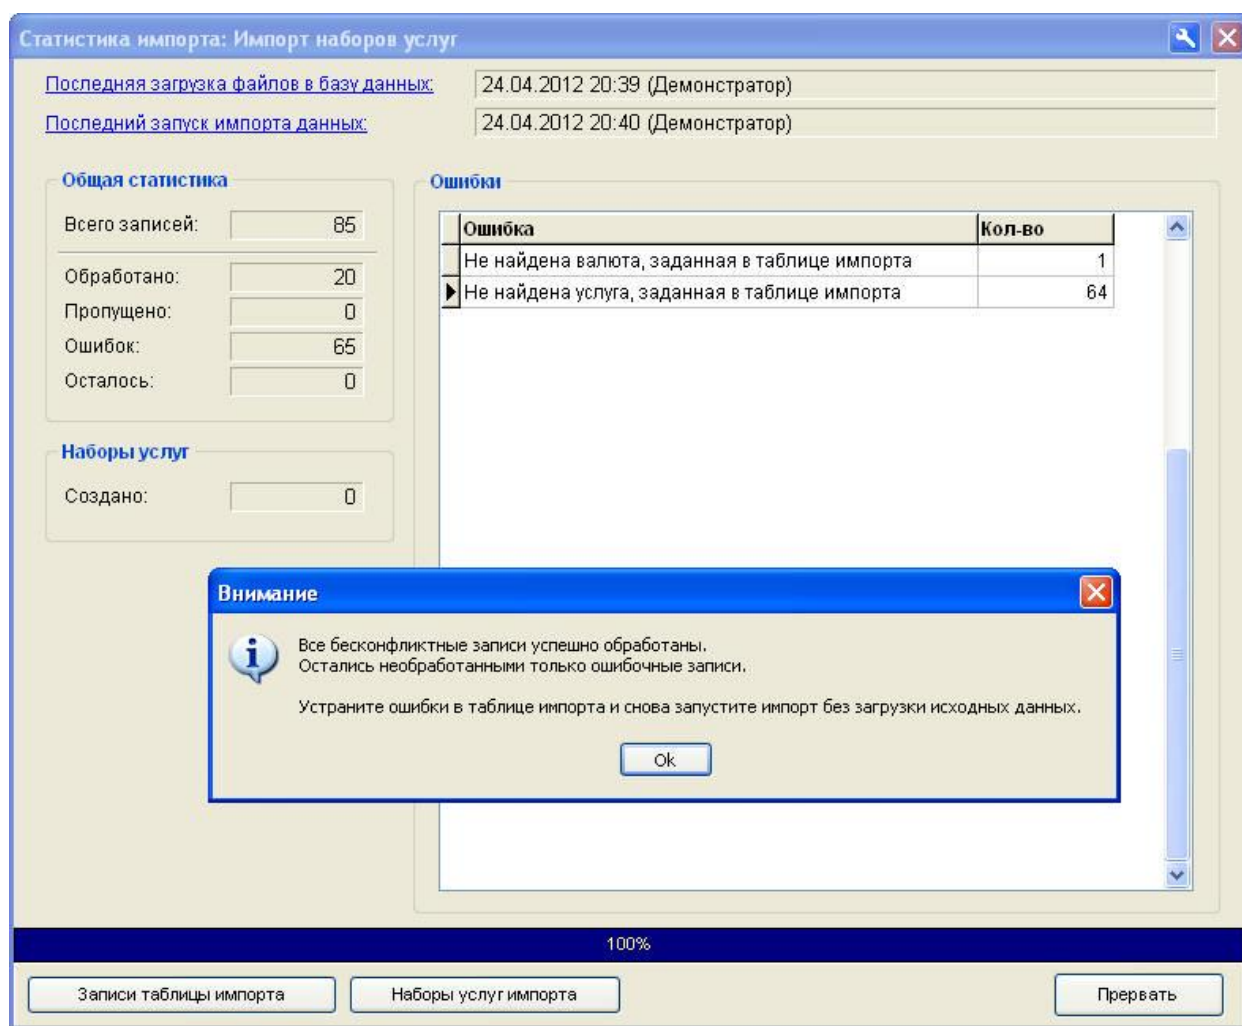 Статистика импорта: Импорт наборов услуг
Последняя загрузка файлов в базу данных: 24.04.2012 20:39 (Демонстратор)
Последний запуск импорта данных: 24.04.2012 20:40 (Демонстратор)
Общая статистика
Всего записей: 85
Обработано: 20
Пропущено: 0
Ошибок: 65
Осталось: 0
Наборы услуг
Создано: 0
Ошибки
Ошибка Кол-во
Не найдена валюта, заданная в таблице импорта 1
Не найдена услуга, заданная в таблице импорта 64
Внимание
Все бесконфликтные записи успешно обработаны.
Остались необработанными только ошибочные записи.
Устраните ошибки в таблице импорта и снова запустите импорт без загрузки исходных данных.
Ok
100%
Записи таблицы импорта Наборы услуг импорта Прервать